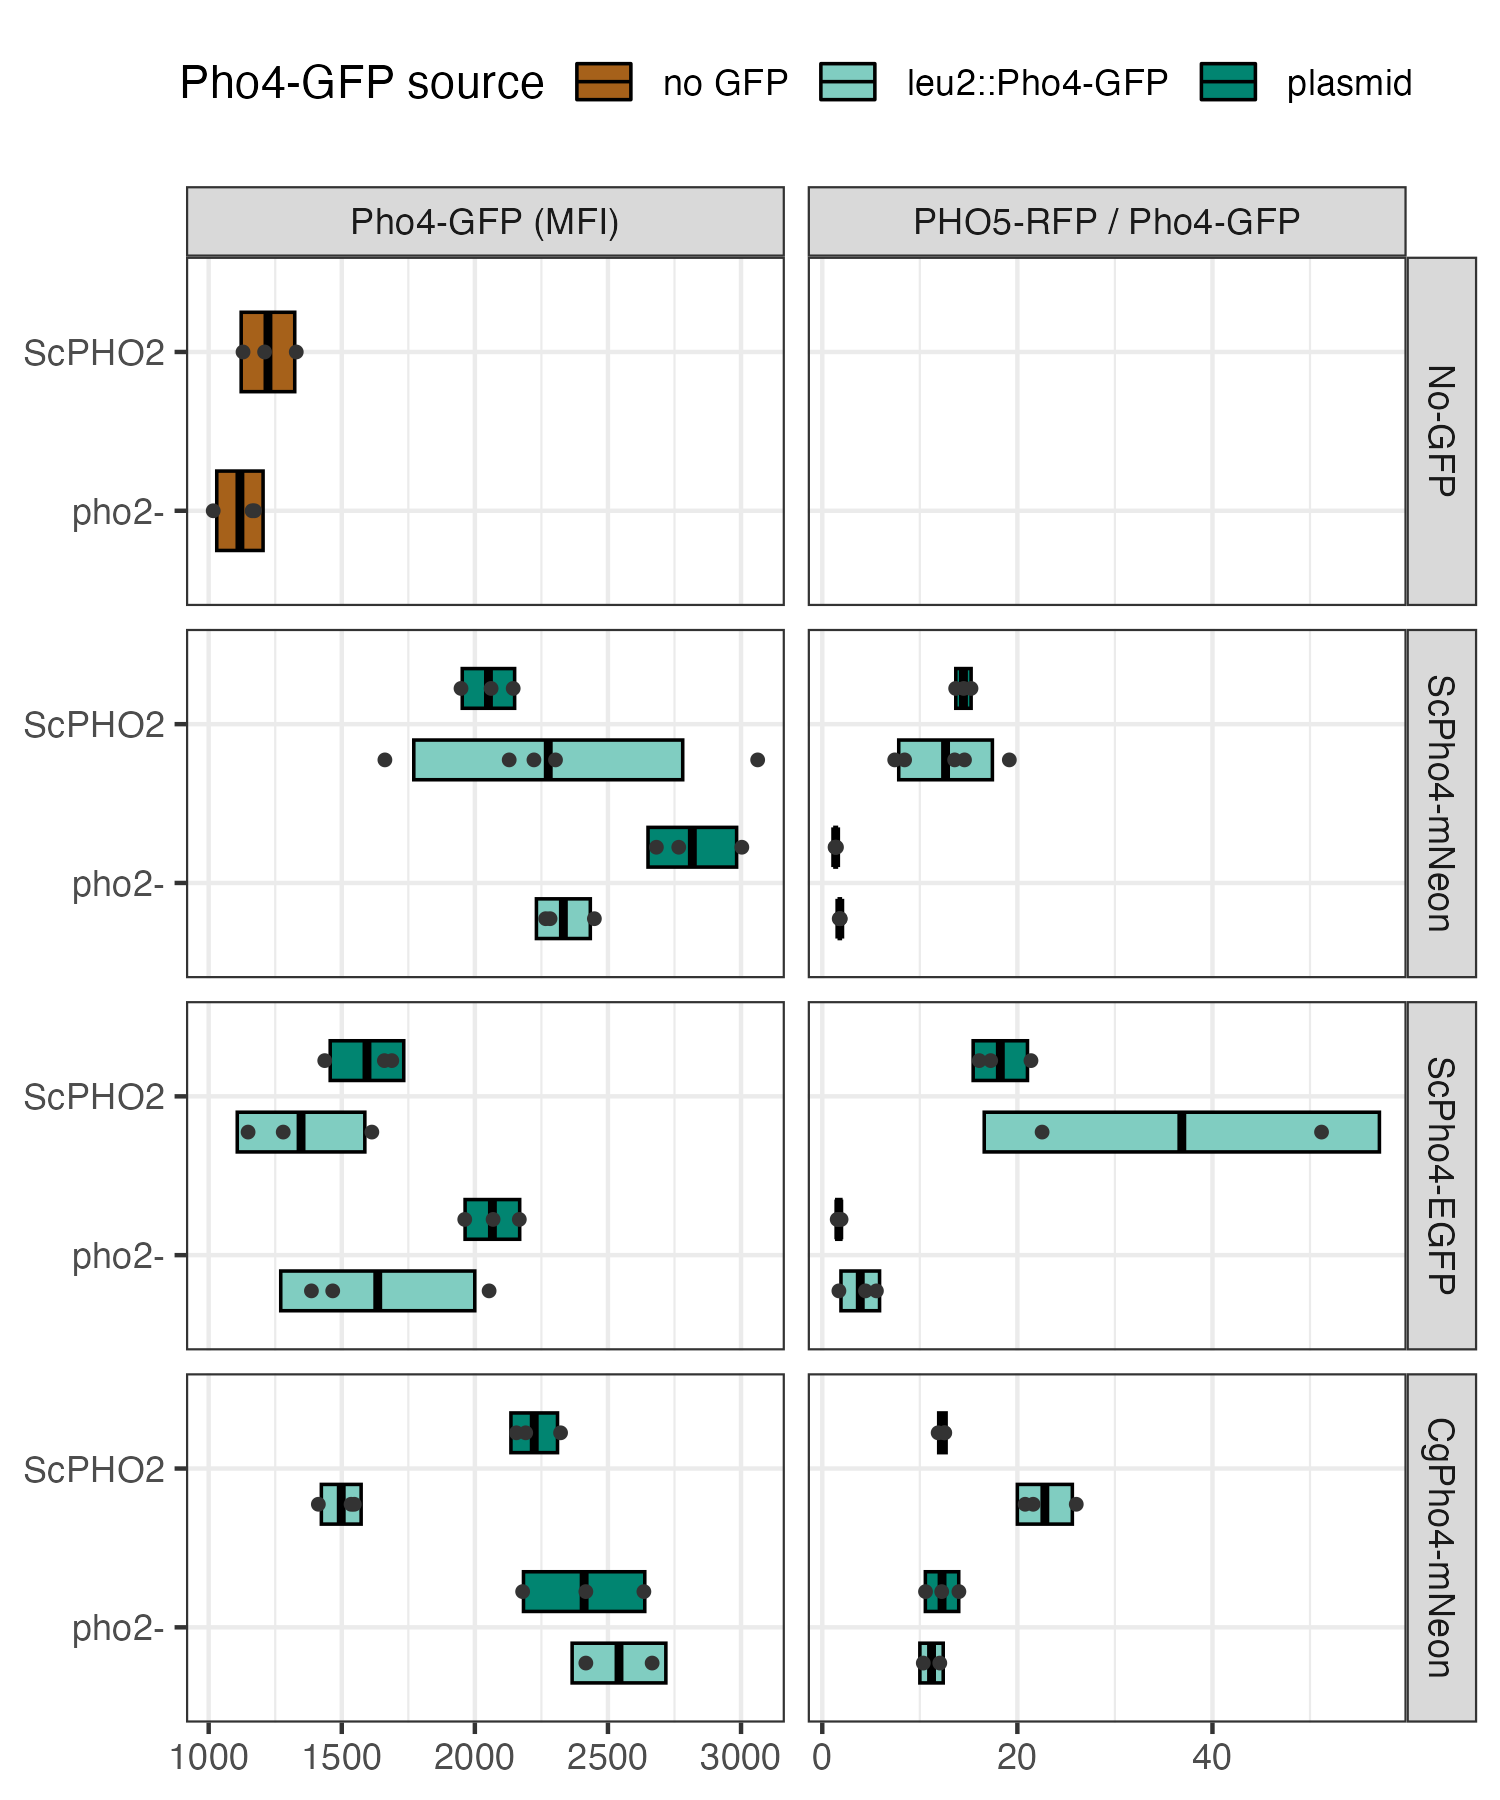 Pho4-GFP source no GFP leu2::Pho4-GFP plasmid
Pho4-GFP (MFI) PHO5-RFP / Pho4-GFP
ScPHO2
pho2-
No-GFP
ScPHO2
pho2-
ScPho4-mNeon
ScPHO2
pho2-
ScPho4-EGFP
ScPHO2
pho2-
CgPho4-mNeon
1000 1500 2000 2500 3000 0 20 40